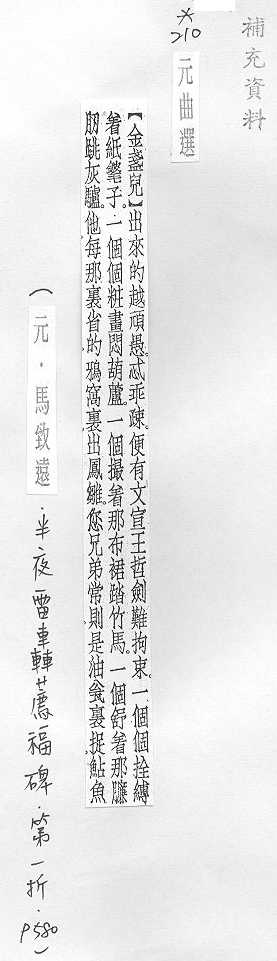 補充資料
*
210
元曲選
【金盞兒】出來的越頑愚。忒乖疎。便有文宣王哲劍難拘束。一個個拴縛
着紙毬子。一個個粧畫悶葫蘆。一個撮着那布裙踏竹馬。一個舒着那臁
肕跳灰驢。他每那裏省的鴉窩裏出鳳雛。您兄弟常則是油瓮裏捉鮎魚
(元.馬致遠.半夜雷轟薦福碑.第一折.P580)